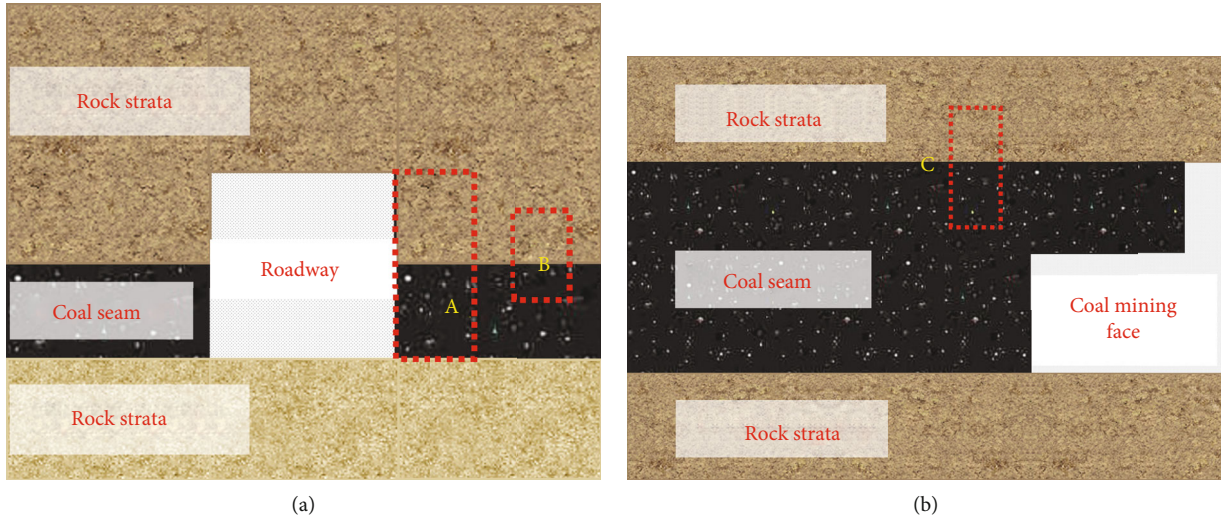 Rock strata
Roadway
B
A
Coal seam
Rock strata
(a)
Rock strata
C
Coal seam
Coal mining
face
Rock strata
(b)